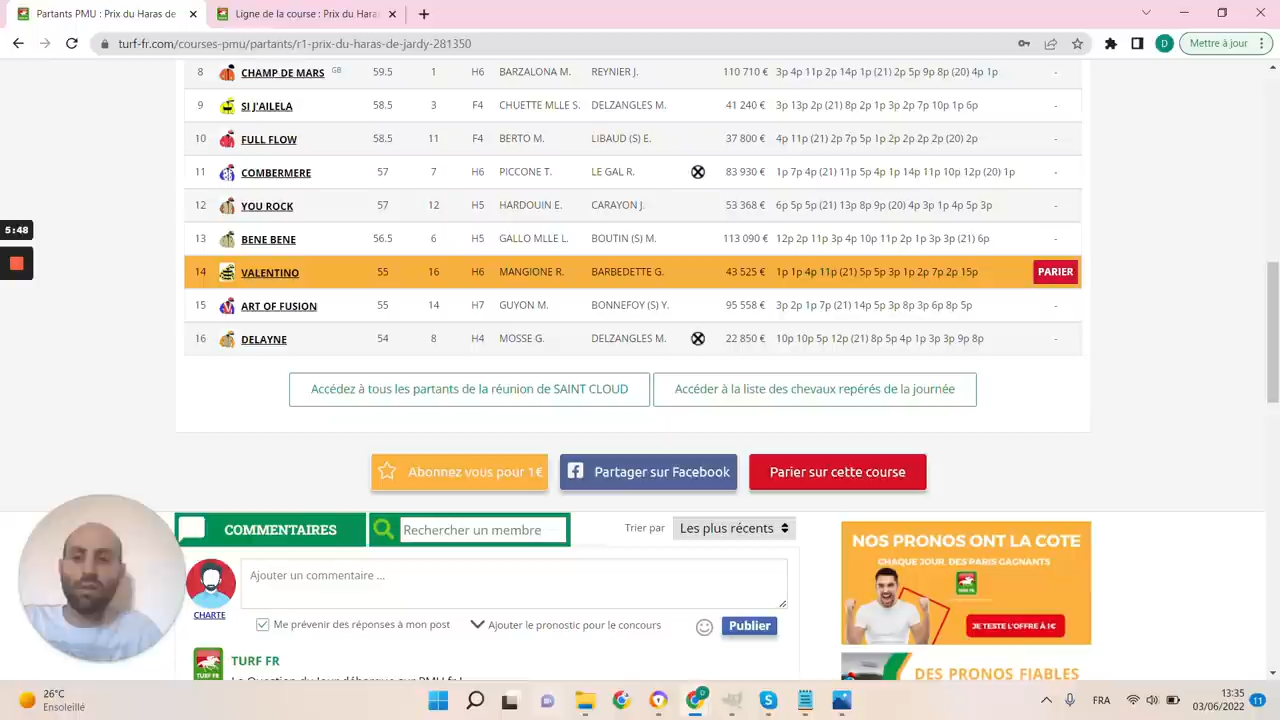 Partants PMU : Prix du Haras de J
Ligne de la course : Prix du Haras
turf-fr.com/courses-pmu/partants/r1-prix-du-haras-de-jardy-281350
D
Mettre à jour
8 CHAMP DE MARS GB 59.5 1 H6 BARZALONA M. REYNIER J. 110 710 € 3p 4p 11p 2p 14p 1p (21) 2p 5p 9p 8p (20) 4p 1p -
9 SI J'AILELA 58.5 3 F4 CHUETTE MLLE S. DELZANGLES M. 41 240 € 3p 13p 2p (21) 8p 2p 1p 3p 2p 7p 10p 1p 6p -
10 FULL FLOW 58.5 11 F4 BERTO M. LIBAUD (S) E. 37 800 € 4p 11p (21) 2p 7p 5p 1p 2p 2p 2p 2p (20) 2p -
11 COMBERMERE 57 7 H6 PICCONE T. LE GAL R. 83 930 € 1p 7p 4p (21) 11p 5p 4p 1p 14p 11p 10p 12p (20) 1p -
12 YOU ROCK 57 12 H5 HARDOUIN E. CARAYON J. 53 368 € 6p 5p 5p (21) 13p 8p 9p (20) 4p 3p 1p 4p 5p 3p -
13 BENE BENE 56.5 6 H5 GALLO MLLE L. BOUTIN (S) M. 113 090 € 12p 2p 11p 3p 4p 10p 11p 2p 1p 3p 3p (21) 6p -
14 VALENTINO 55 16 H6 MANGIONE R. BARBEDETTE G. 43 525 € 1p 1p 4p 11p (21) 5p 5p 3p 1p 2p 7p 2p 15p PARIER
15 ART OF FUSION 55 14 H7 GUYON M. BONNEFOY (S) Y. 95 558 € 3p 2p 1p 7p (21) 14p 5p 3p 8p 3p 6p 8p 5p -
16 DELAYNE 54 8 H4 MOSSE G. DELZANGLES M. 22 850 € 10p 10p 5p 12p (21) 8p 5p 4p 1p 3p 3p 9p 8p -
5:48
Accédez à tous les partants de la réunion de SAINT CLOUD
Accéder à la liste des chevaux repérés de la journée
Abonnez vous pour 1€
Partager sur Facebook
Parier sur cette course
COMMENTAIRES
Rechercher un membre
Trier par
Les plus récents
Ajouter un commentaire ...
CHARTE
Me prévenir des réponses à mon post
Ajouter le pronostic pour le concours
Publier
TURF FR
NOS PRONOS ONT LA COTE
CHAQUE JOUR, DES PARIS GAGNANTS
TURF FR
JE TESTE L'OFFRE À 1€
TURF FR
DES PRONOS FIABLES
26°C
Ensoleillé
FRA
13:35
03/06/2022
11